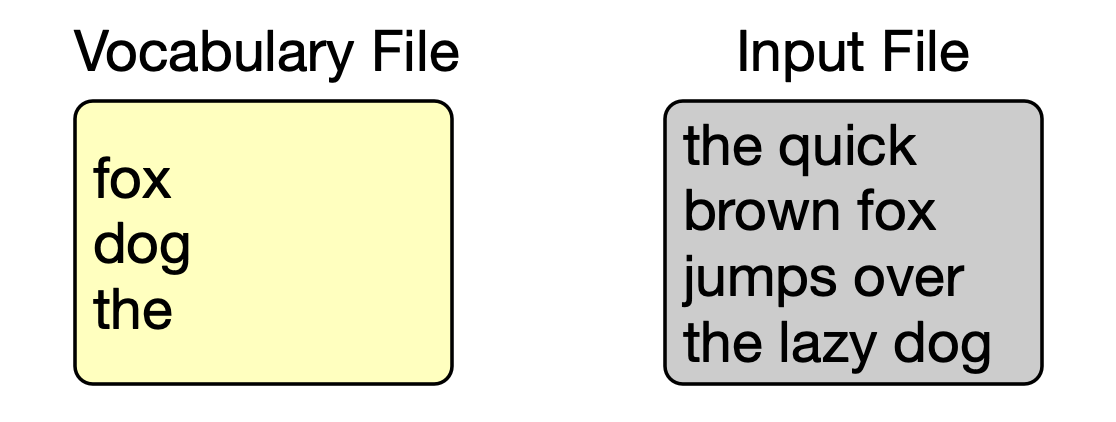 Vocabulary File
fox
dog
the
Input File
the quick
brown fox
jumps over
the lazy dog